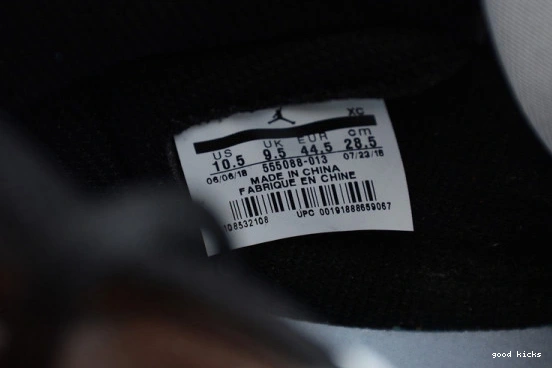 XC
US UK EUR cm
10.5 9.5 44.5 28.5
06/06/18 555088-013 07/23/18
MADE IN CHINA
FABRIQUE EN CHINE
108532108 UPC 00191888659067
good kicks